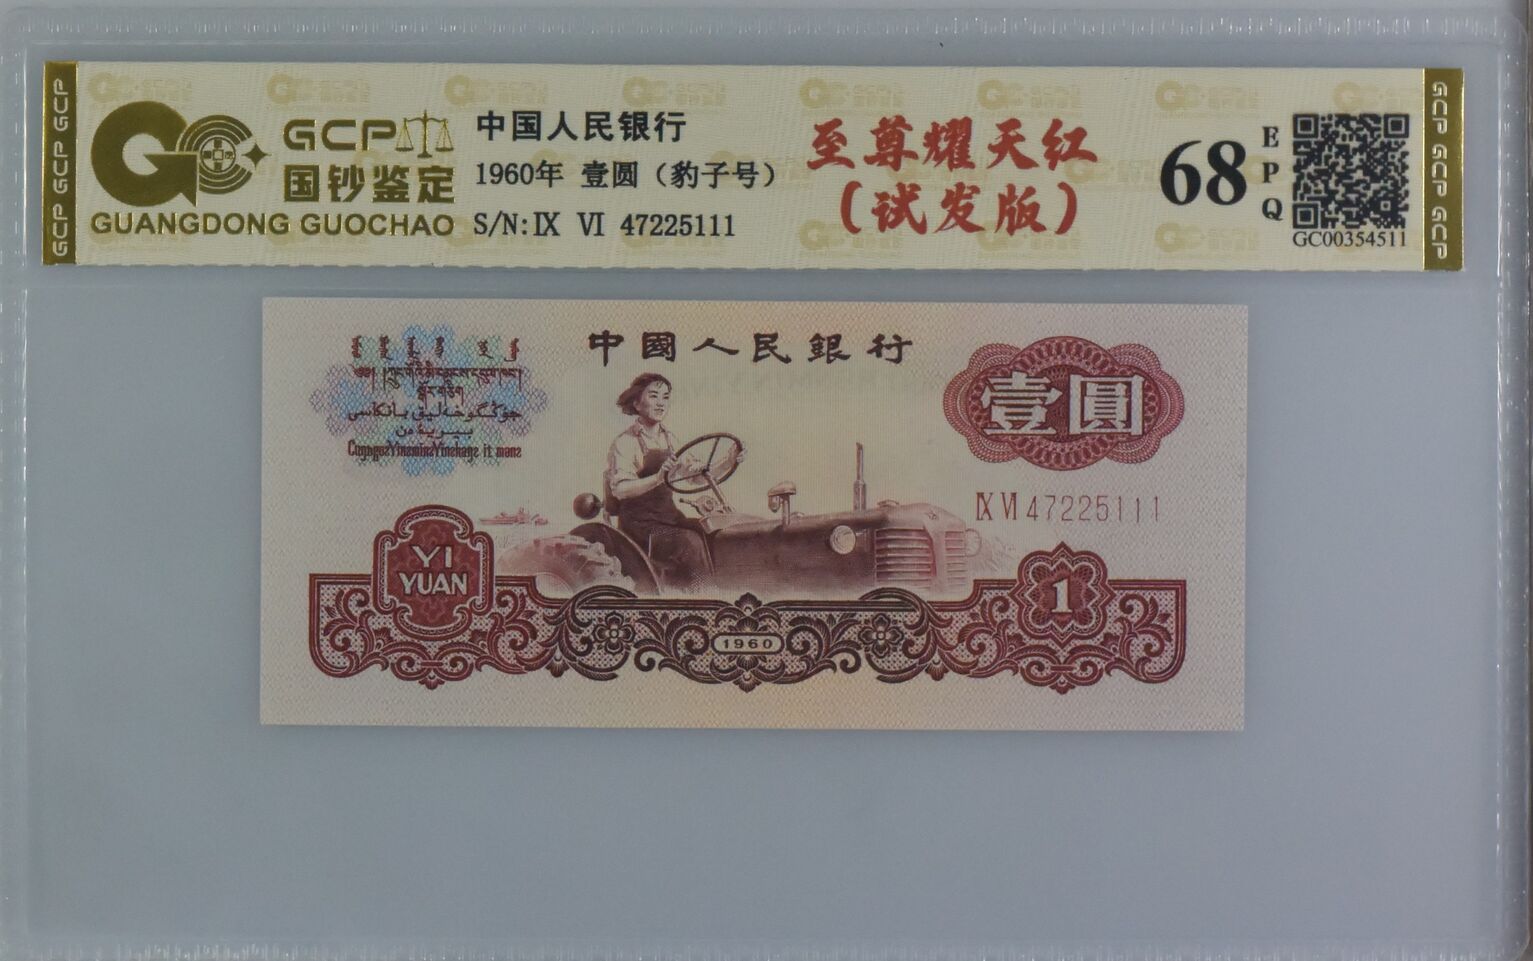 GCP GCP GCP
GCP
国钞鉴定
GUANGDONG GUOCHAO
中国人民银行
1960年 壹圆（豹子号）
S/N: IX VI 47225111
至尊耀天红
（试发版）
68
EPQ
GC00354511
GCP GCP GCP
中國人民銀行
壹圓
IX VI 47225111
YI
YUAN
1960
1